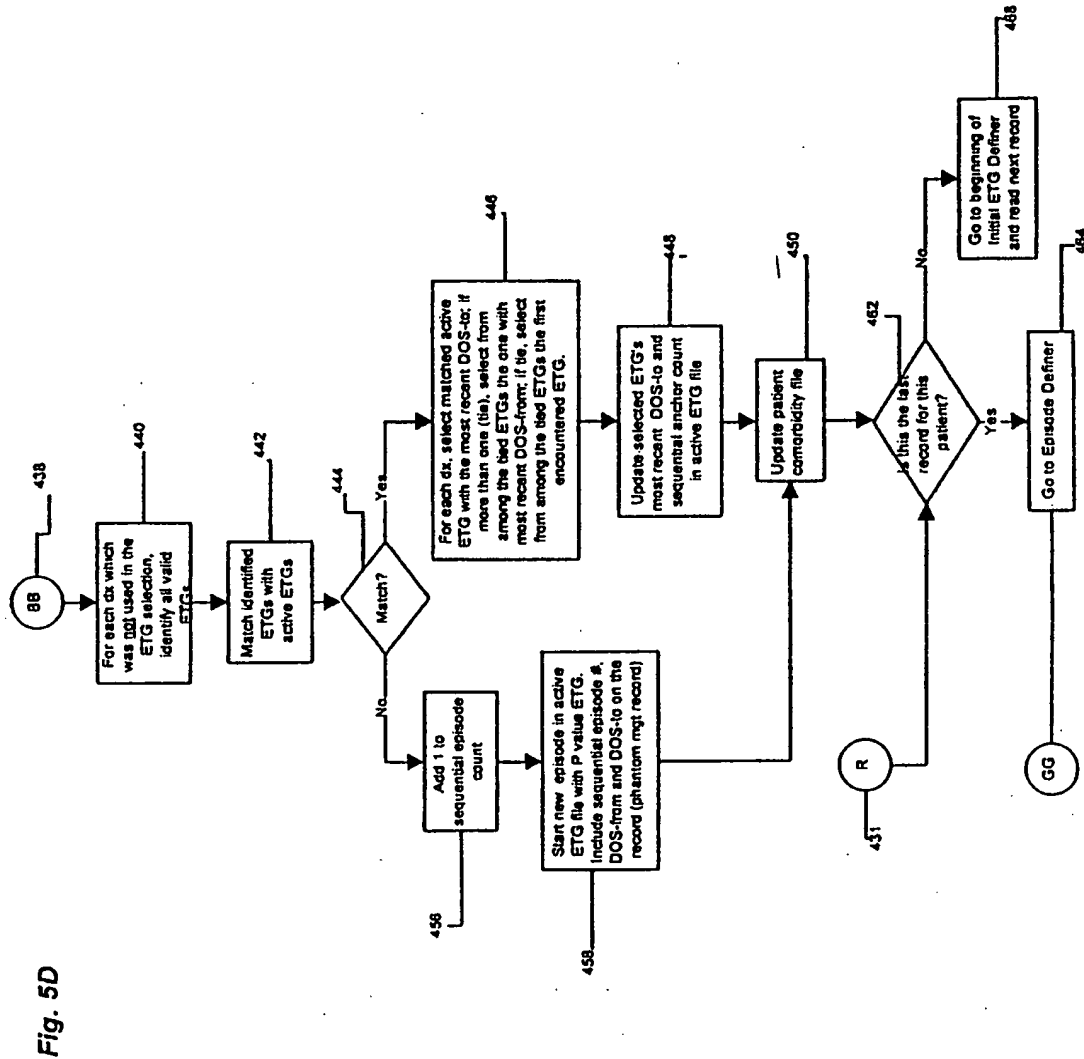 Fig. 5D
BB
438
For each dx which
was not used in the
ETG selection,
identify all valid
ETGs
440
Match identified
ETGs with
active ETGs
442
Match?
444
Yes
No
For each dx, select matched active
ETG with the most recent DOS-to; if
more than one (tie), select from
among the tied ETGs the one with
most recent DOS-from; if tie, select
from among the tied ETGs the first
encountered ETG.
446
Update selected ETG's
most recent DOS-to and
sequential anchor count
in active ETG file
448
Update patient
comorbidity file
450
Add 1 to
sequential episode
count
456
Start new episode in active
ETG file with P value ETG.
Include sequential episode #,
DOS-from and DOS-to on the
record (phantom mgt record)
458
R
431
Is this the last
record for this
patient?
462
No
Yes
Go to beginning of
Initial ETG Definer
and read next record
468
Go to Episode Definer
464
GG